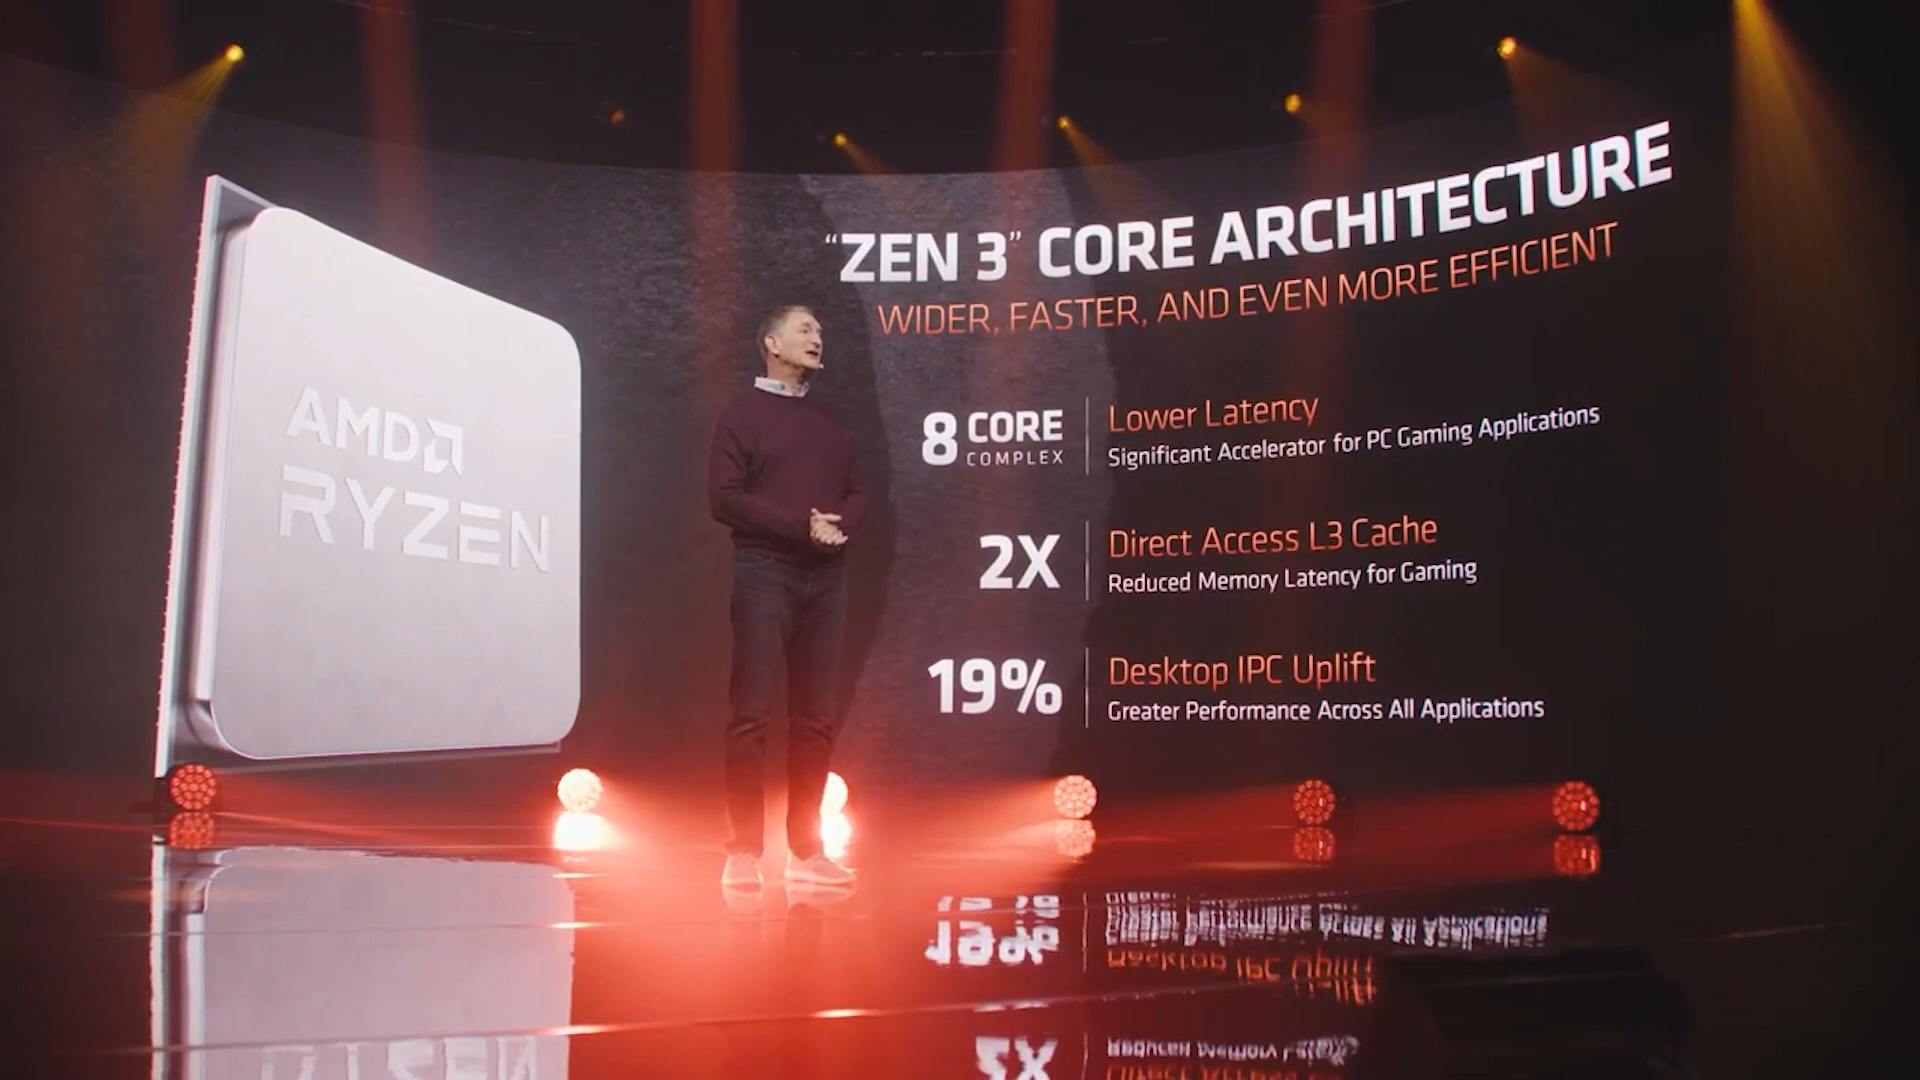 "ZEN 3" CORE ARCHITECTURE
WIDER, FASTER, AND EVEN MORE EFFICIENT
AMD
RYZEN
8 CORE
COMPLEX
Lower Latency
Significant Accelerator for PC Gaming Applications
2X
Direct Access L3 Cache
Reduced Memory Latency for Gaming
19%
Desktop IPC Uplift
Greater Performance Across All Applications